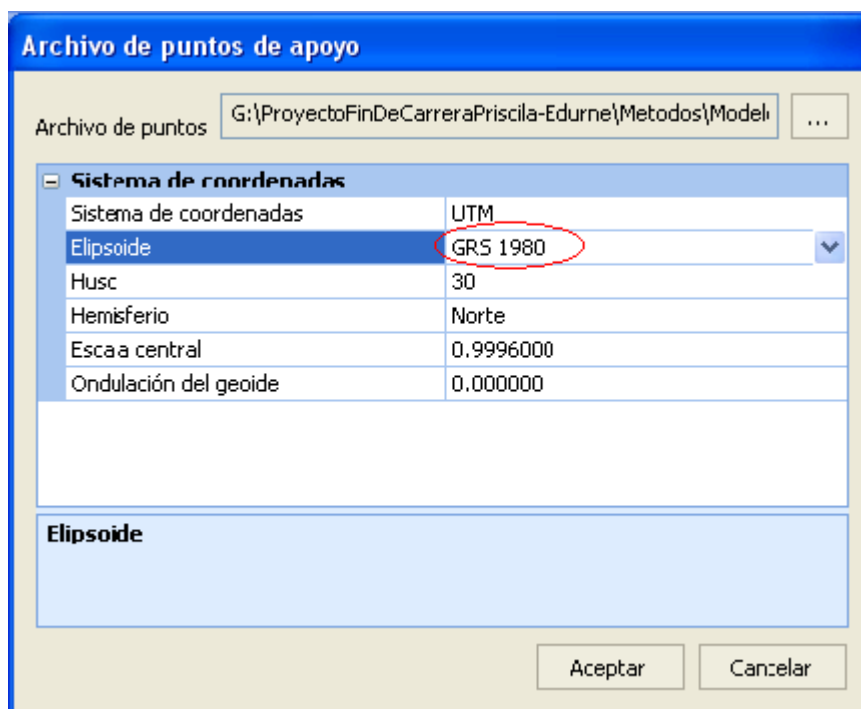 Archivo de puntos de apoyo
Archivo de puntos G:\ProyectoFinDeCarreraPriscila-Edurne\Metodos\Model ...
Sistema de coordenadas
Sistema de coordenadas UTM
Elipsoide GRS 1980
Husc 30
Hemisferio Norte
Escaa central 0.9996000
Ondulación del geoide 0.000000
Elipsoide
Aceptar Cancelar